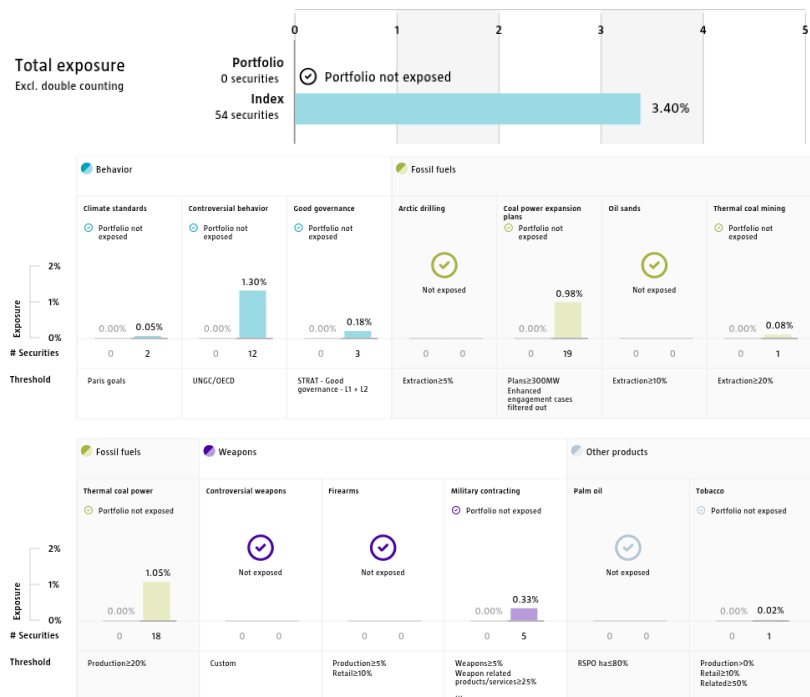 0 1 2 3 4 5
Total exposure
Excl. double counting
Portfolio
0 securities
Portfolio not exposed
Index
54 securities
3.40%
Behavior
Fossil fuels
Climate standards
Portfolio not
exposed
Controversial behavior
Portfolio not
exposed
Good governance
Portfolio not
exposed
Arctic drilling
Not exposed
Coal power expansion
plans
Portfolio not
exposed
Oil sands
Not exposed
Thermal coal mining
Portfolio not
exposed
Exposure
2%
1%
0%
0.00% 0.05%
0.00% 1.30%
0.00% 0.18%
0.00% 0.98%
0.00% 0.08%
# Securities
0 2 0 12 0 3 0 0 0 19 0 0 0 1
Threshold
Paris goals
UNGC/OECD
STRAT - Good
governance - L1 + L2
Extraction≥5%
Plans≥300MW
Enhanced
engagement cases
filtered out
Extraction≥10%
Extraction≥20%
Fossil fuels
Weapons
Other products
Thermal coal power
Portfolio not exposed
Controversial weapons
Not exposed
Firearms
Not exposed
Military contracting
Portfolio not exposed
Palm oil
Not exposed
Tobacco
Portfolio not exposed
Exposure
2%
1%
0%
0.00% 1.05%
0.00% 0.33%
0.00% 0.02%
# Securities
0 18 0 0 0 0 0 5 0 0 0 1
Threshold
Production≥20%
Custom
Production≥5%
Retail≥10%
Weapons≥5%
Weapon related
products/services≥25%
RSPO ha≤80%
Production>0%
Retail≥10%
Related≥50%